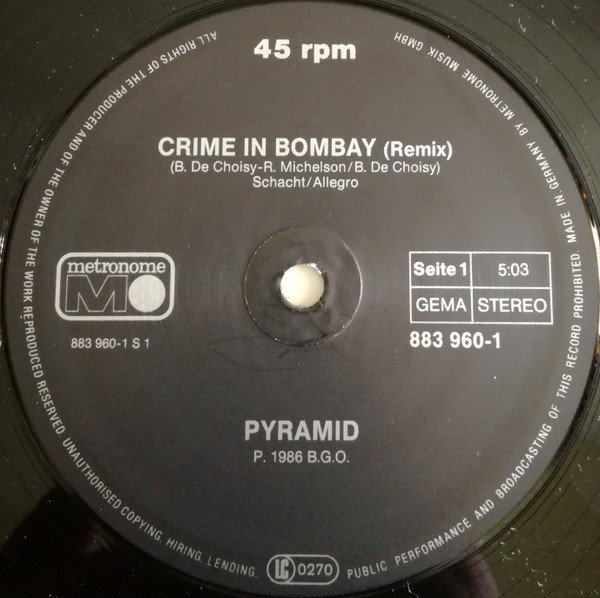 45 rpm
CRIME IN BOMBAY (Remix)
(B. De Choisy-R. Michelson/B. De Choisy)
Schacht/Allegro
metronome
M
883 960-1 S 1
Seite 1
5:03
GEMA
STEREO
883 960-1
PYRAMID
P. 1986 B.G.O.
ALL RIGHTS OF THE PRODUCER AND OF THE OWNER OF THE WORK REPRODUCED RESERVED. UNAUTHORISED COPYING, HIRING, LENDING, LC 0270 PUBLIC PERFORMANCE AND BROADCASTING OF THIS RECORD PROHIBITED. MADE IN GERMANY BY METRONOME MUSIK GMBH